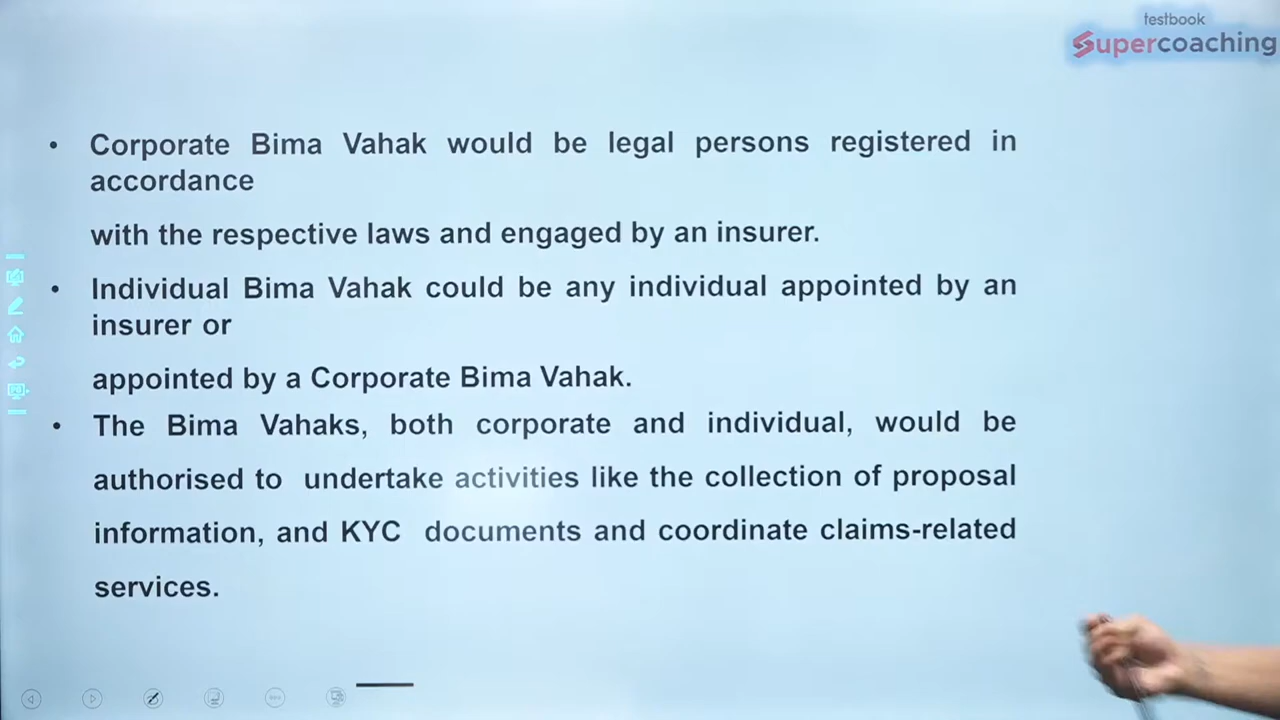 testbook
Supercoaching
• Corporate Bima Vahak would be legal persons registered in
accordance
with the respective laws and engaged by an insurer.
• Individual Bima Vahak could be any individual appointed by an
insurer or
appointed by a Corporate Bima Vahak.
• The Bima Vahaks, both corporate and individual, would be
authorised to undertake activities like the collection of proposal
information, and KYC documents and coordinate claims-related
services.